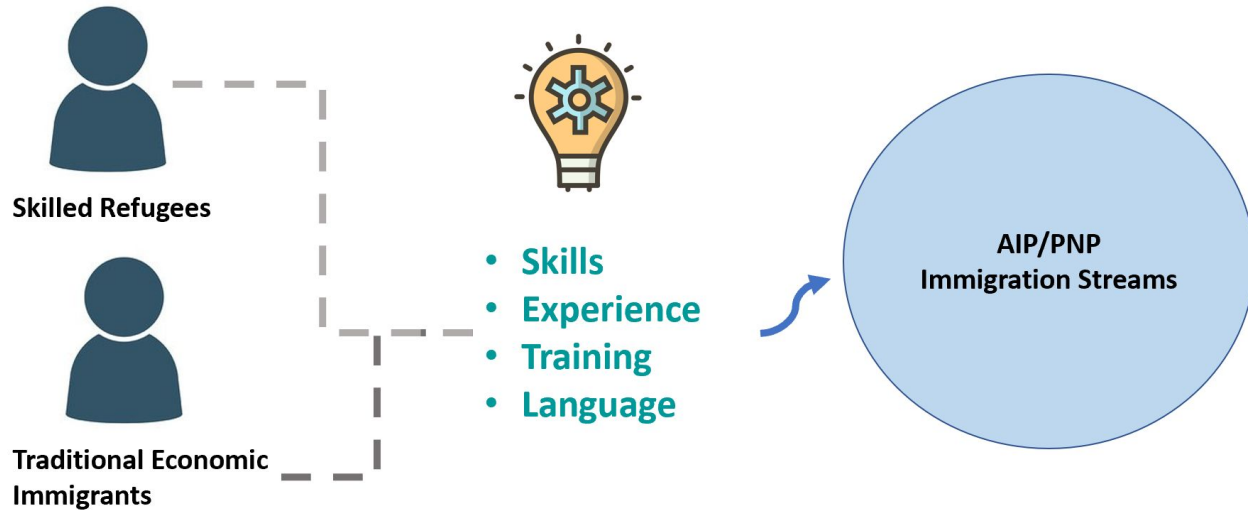 Skilled Refugees
Traditional Economic
Immigrants
• Skills
• Experience
• Training
• Language
AIP/PNP
Immigration Streams